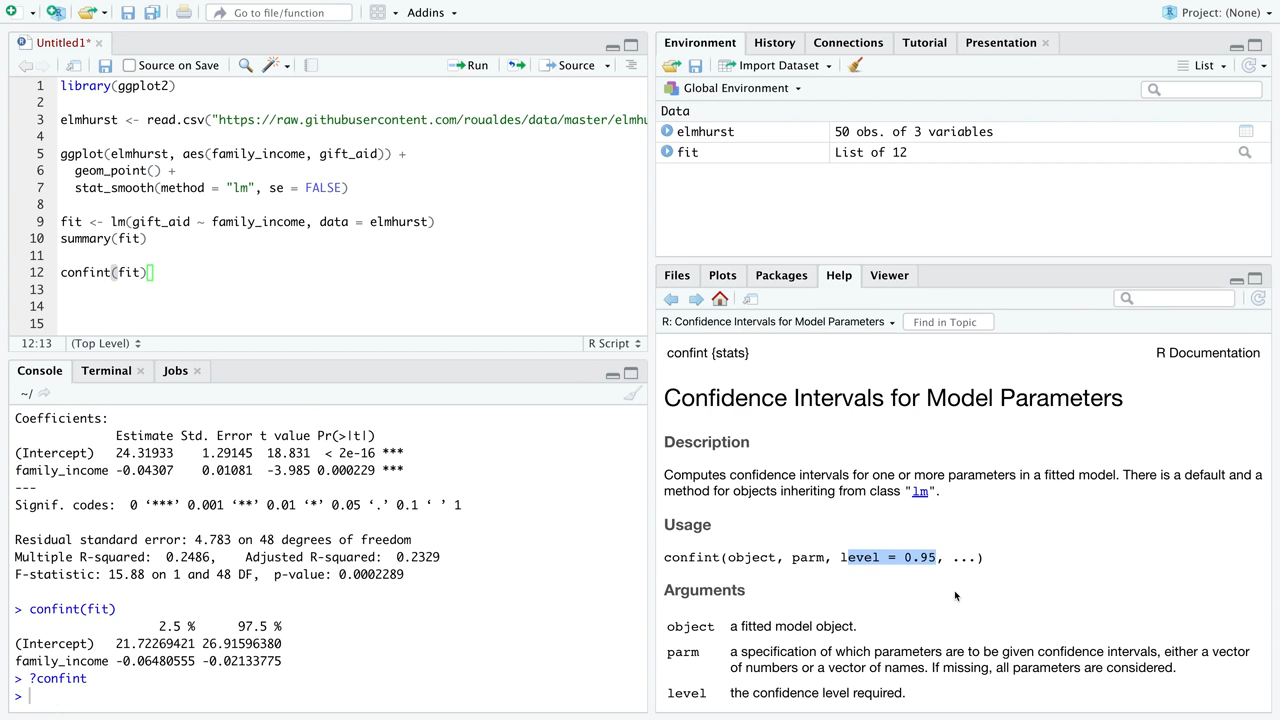 Go to file/function
Addins
Project: (None)
Untitled1*
Source on Save
Run
Source
1 library(ggplot2)
2
3 elmhurst <- read.csv("https://raw.githubusercontent.com/roualdes/data/master/elmhu
4
5 ggplot(elmhurst, aes(family_income, gift_aid)) +
6 geom_point() +
7 stat_smooth(method = "lm", se = FALSE)
8
9 fit <- lm(gift_aid ~ family_income, data = elmhurst)
10 summary(fit)
11
12 confint(fit)
13
14
15
12:13 (Top Level) R Script
Console Terminal Jobs
~/
Coefficients:
Estimate Std. Error t value Pr(>|t|)
(Intercept) 24.31933 1.29145 18.831 < 2e-16 ***
family_income -0.04307 0.01081 -3.985 0.000229 ***
---
Signif. codes: 0 ‘***’ 0.001 ‘**’ 0.01 ‘*’ 0.05 ‘.’ 0.1 ‘ ’ 1
Residual standard error: 4.783 on 48 degrees of freedom
Multiple R-squared: 0.2486, Adjusted R-squared: 0.2329
F-statistic: 15.88 on 1 and 48 DF, p-value: 0.0002289
> confint(fit)
2.5 % 97.5 %
(Intercept) 21.72269421 26.91596380
family_income -0.06480555 -0.02133775
> ?confint
>
Environment History Connections Tutorial Presentation
Import Dataset List
Global Environment
Data
elmhurst 50 obs. of 3 variables
fit List of 12
Files Plots Packages Help Viewer
R: Confidence Intervals for Model Parameters Find in Topic
confint {stats} R Documentation
Confidence Intervals for Model Parameters
Description
Computes confidence intervals for one or more parameters in a fitted model. There is a default and a
method for objects inheriting from class "lm".
Usage
confint(object, parm, level = 0.95, ...)
Arguments
object a fitted model object.
parm a specification of which parameters are to be given confidence intervals, either a vector
of numbers or a vector of names. If missing, all parameters are considered.
level the confidence level required.